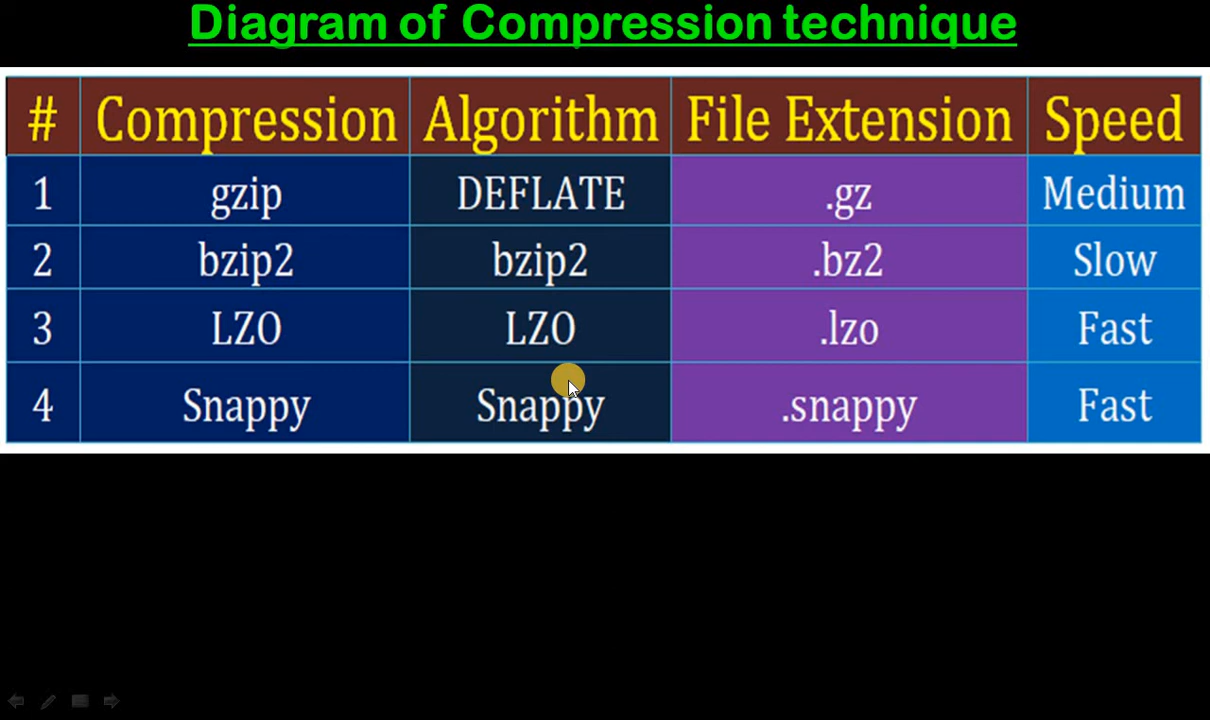 Diagram of Compression technique
# Compression Algorithm File Extension Speed
1 gzip DEFLATE .gz Medium
2 bzip2 bzip2 .bz2 Slow
3 LZO LZO .lzo Fast
4 Snappy Snappy .snappy Fast